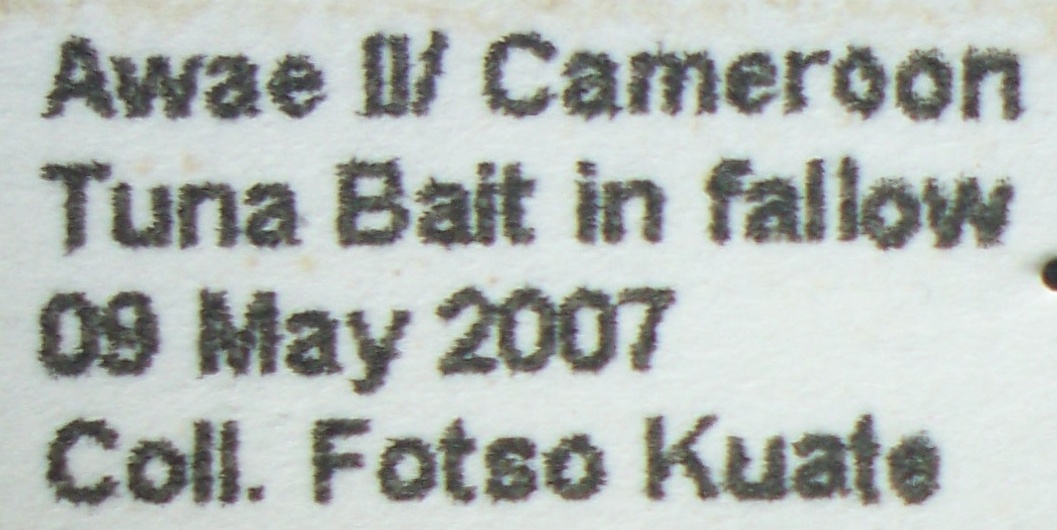 Awae II/ Cameroon
Tuna Bait in fallow
09 May 2007
Coll. Fotso Kuate